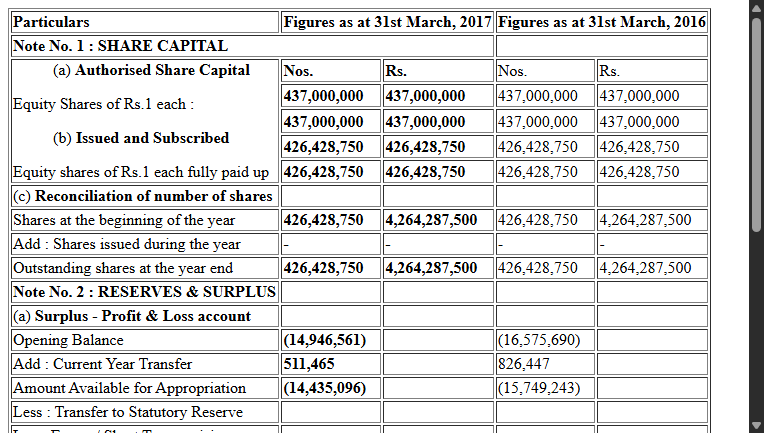 Particulars Figures as at 31st March, 2017 Figures as at 31st March, 2016
Note No. 1 : SHARE CAPITAL
(a) Authorised Share Capital Nos. Rs. Nos. Rs.
Equity Shares of Rs.1 each : 437,000,000 437,000,000 437,000,000 437,000,000
437,000,000 437,000,000 437,000,000 437,000,000
(b) Issued and Subscribed 426,428,750 426,428,750 426,428,750 426,428,750
Equity shares of Rs.1 each fully paid up 426,428,750 426,428,750 426,428,750 426,428,750
(c) Reconciliation of number of shares
Shares at the beginning of the year 426,428,750 4,264,287,500 426,428,750 4,264,287,500
Add : Shares issued during the year - - - -
Outstanding shares at the year end 426,428,750 4,264,287,500 426,428,750 4,264,287,500
Note No. 2 : RESERVES & SURPLUS
(a) Surplus - Profit & Loss account
Opening Balance (14,946,561) (16,575,690)
Add : Current Year Transfer 511,465 826,447
Amount Available for Appropriation (14,435,096) (15,749,243)
Less : Transfer to Statutory Reserve